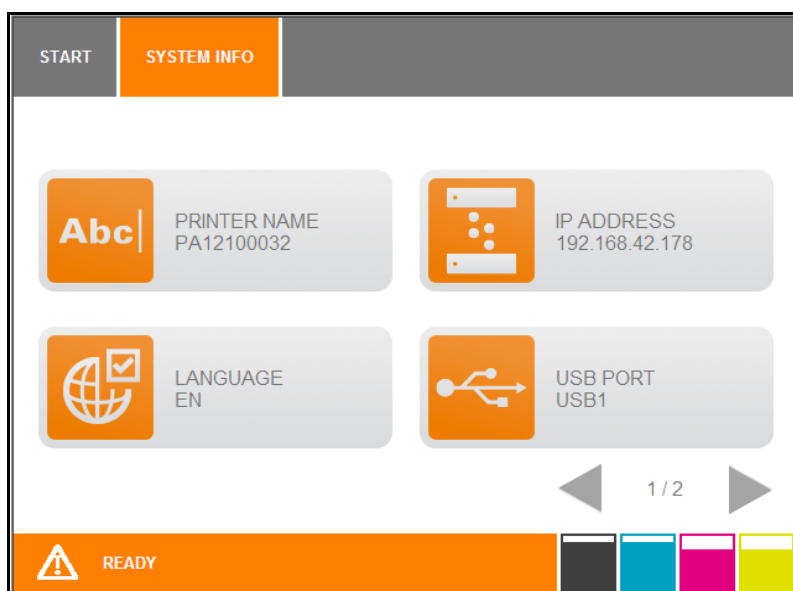 START
SYSTEM INFO
Abc
PRINTER NAME
PA12100032
IP ADDRESS
192.168.42.178
LANGUAGE
EN
USB PORT
USB1
1 / 2
READY